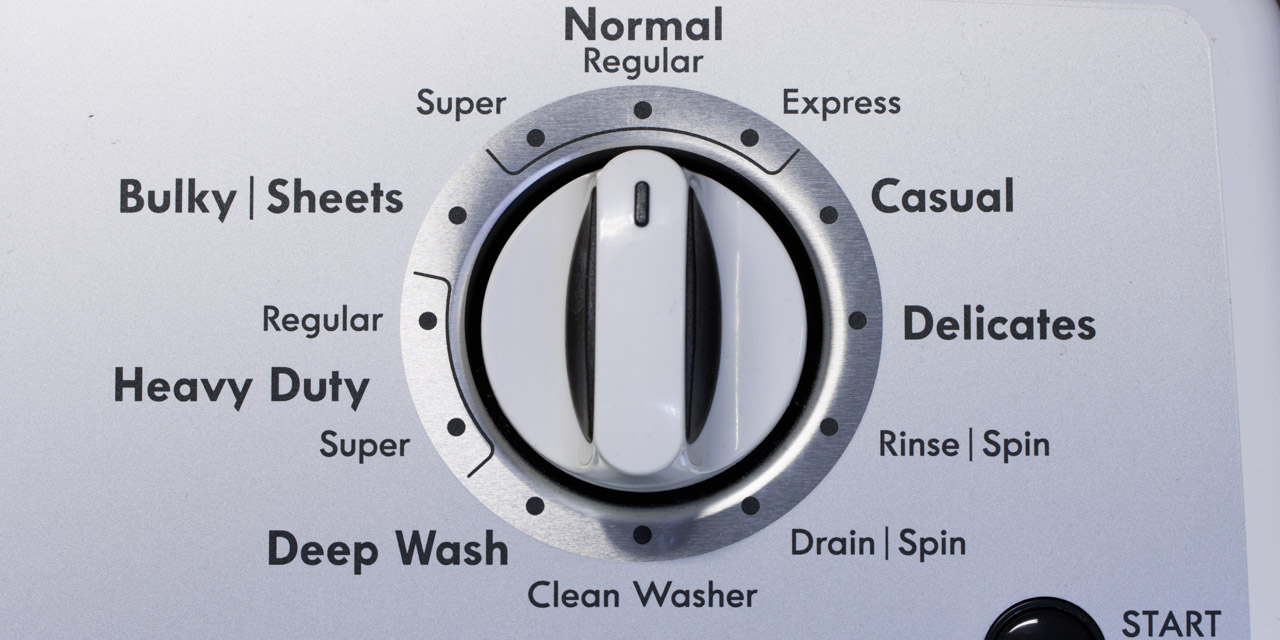 Normal
Regular
Super
Express
Bulky|Sheets
Casual
Regular
Delicates
Heavy Duty
Super
Rinse|Spin
Deep Wash
Drain|Spin
Clean Washer
START